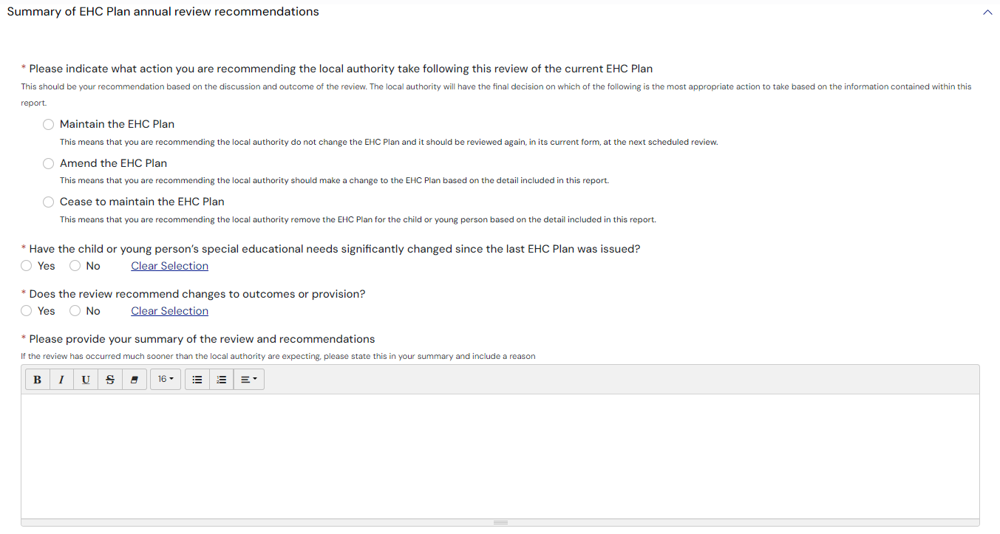 Summary of EHC Plan annual review recommendations
* Please indicate what action you are recommending the local authority take following this review of the current EHC Plan
This should be your recommendation based on the discussion and outcome of the review. The local authority will have the final decision on which of the following is the most appropriate action to take based on the information contained within this
report.
Maintain the EHC Plan
This means that you are recommending the local authority do not change the EHC Plan and it should be reviewed again, in its current form, at the next scheduled review.
Amend the EHC Plan
This means that you are recommending the local authority should make a change to the EHC Plan based on the detail included in this report.
Cease to maintain the EHC Plan
This means that you are recommending the local authority remove the EHC Plan for the child or young person based on the detail included in this report.
* Have the child or young person's special educational needs significantly changed since the last EHC Plan was issued?
Yes No Clear Selection
* Does the review recommend changes to outcomes or provision?
Yes No Clear Selection
* Please provide your summary of the review and recommendations
If the review has occurred much sooner than the local authority are expecting, please state this in your summary and include a reason
B I U S 16